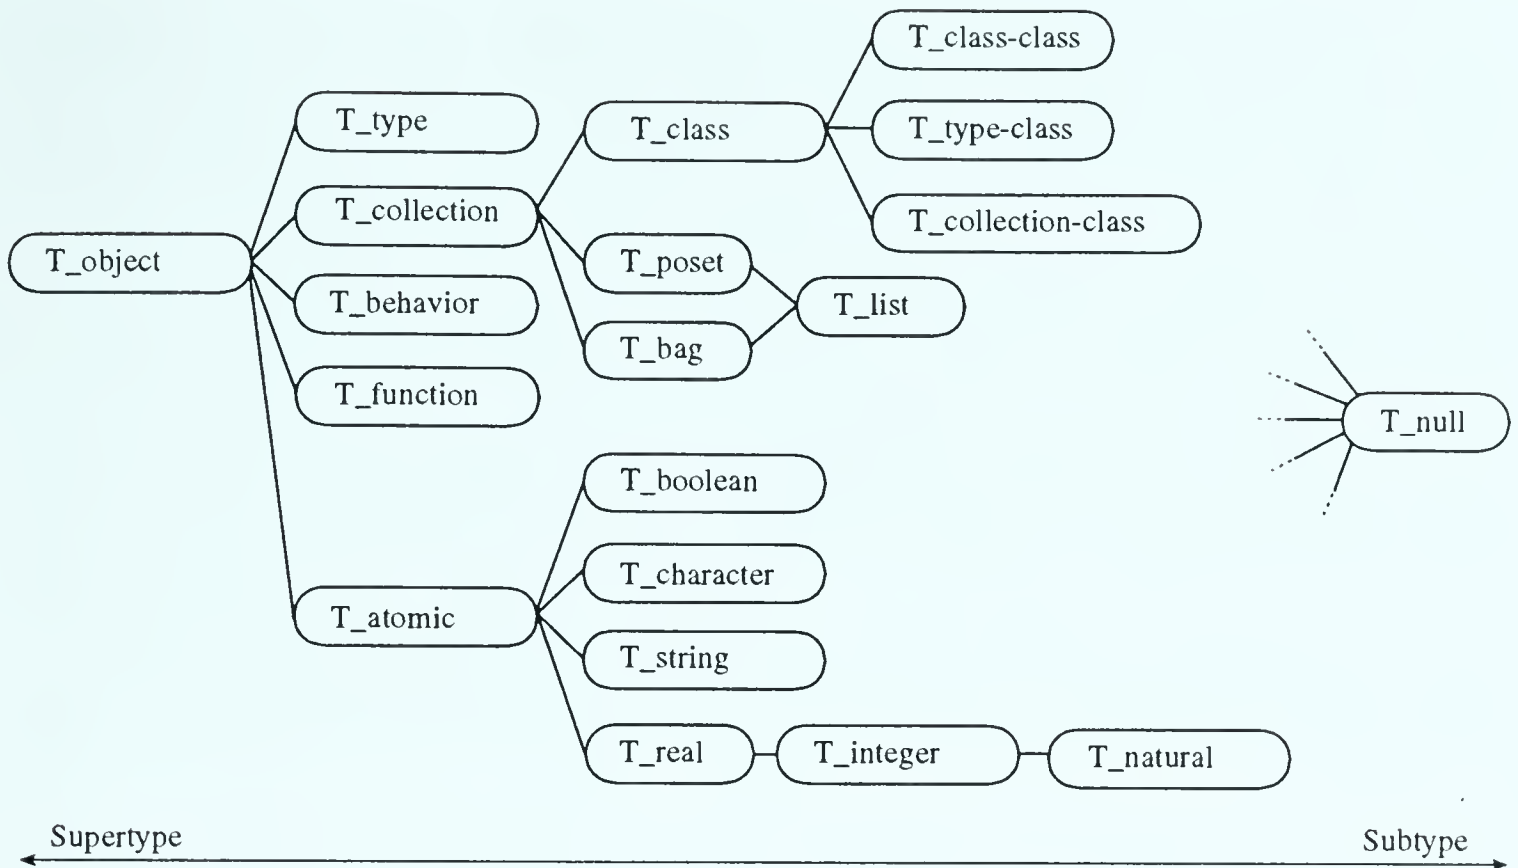 T_class-class
T_type
T_class
T_type-class
T_collection
T_collection-class
T_object
T_poset
T_behavior
T_list
T_bag
T_function
T_null
T_boolean
T_character
T_atomic
T_string
T_real
T_integer
T_natural
Supertype
Subtype